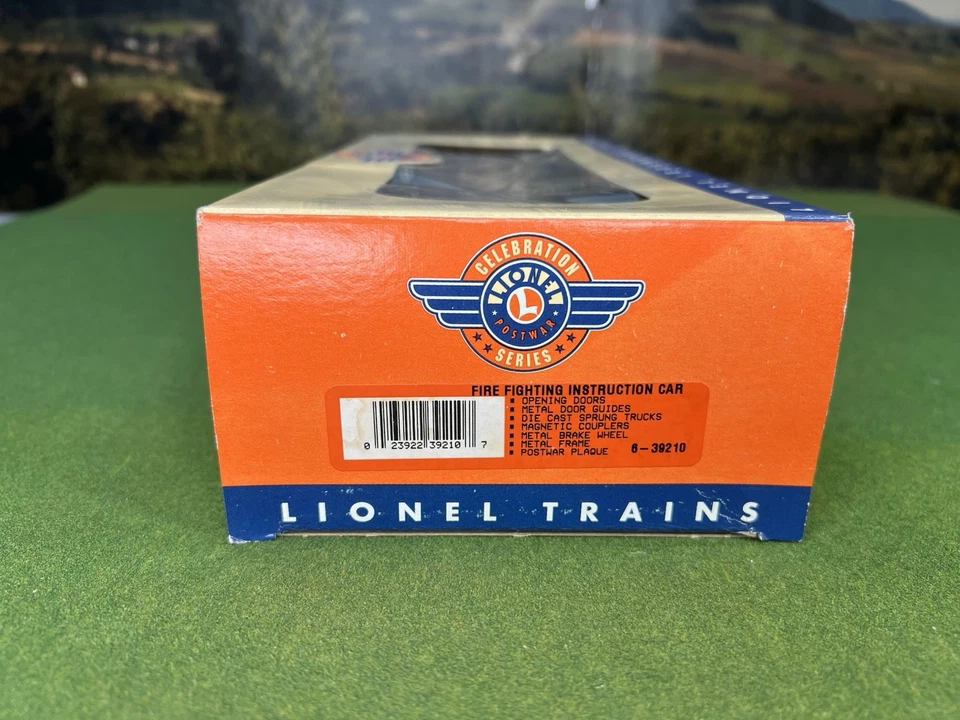 CELEBRATION
LIONEL
L
POSTWAR
SERIES
FIRE FIGHTING INSTRUCTION CAR
▪ OPENING DOORS
▪ METAL DOOR GUIDES
▪ DIE CAST SPRUNG TRUCKS
▪ MAGNETIC COUPLERS
▪ METAL BRAKE WHEEL
▪ METAL FRAME
▪ POSTWAR PLAQUE
6-39210
0 23922 39210 7
LIONEL TRAINS